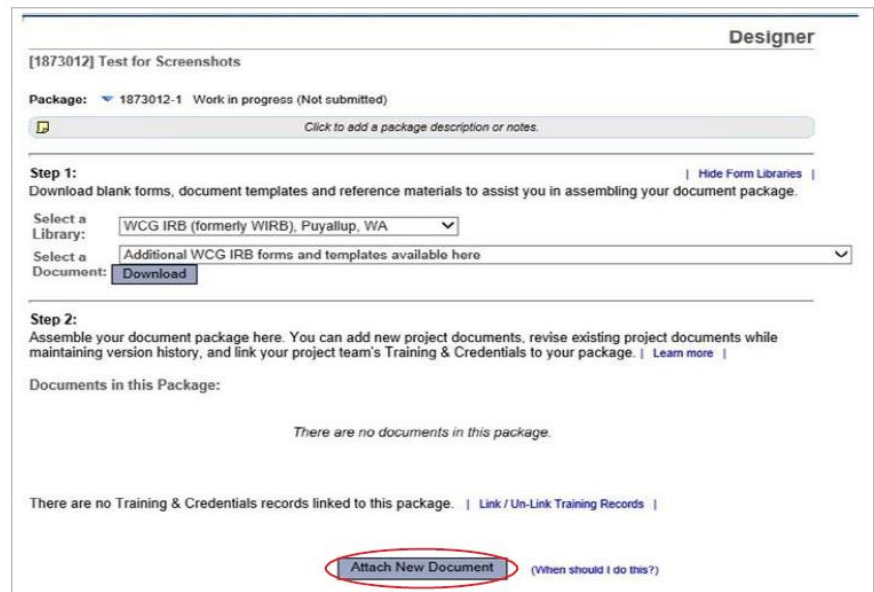 Designer
[1873012] Test for Screenshots
Package: 1873012-1 Work in progress (Not submitted)
Click to add a package description or notes.
Step 1: | Hide Form Libraries |
Download blank forms, document templates and reference materials to assist you in assembling your document package.
Select a
Library: WCG IRB (formerly WIRB), Puyallup, WA
Select a Additional WCG IRB forms and templates available here
Document: Download
Step 2:
Assemble your document package here. You can add new project documents, revise existing project documents while
maintaining version history, and link your project team's Training & Credentials to your package. | Learn more |
Documents in this Package:
There are no documents in this package.
There are no Training & Credentials records linked to this package. | Link / Un-Link Training Records |
Attach New Document (When should I do this?)